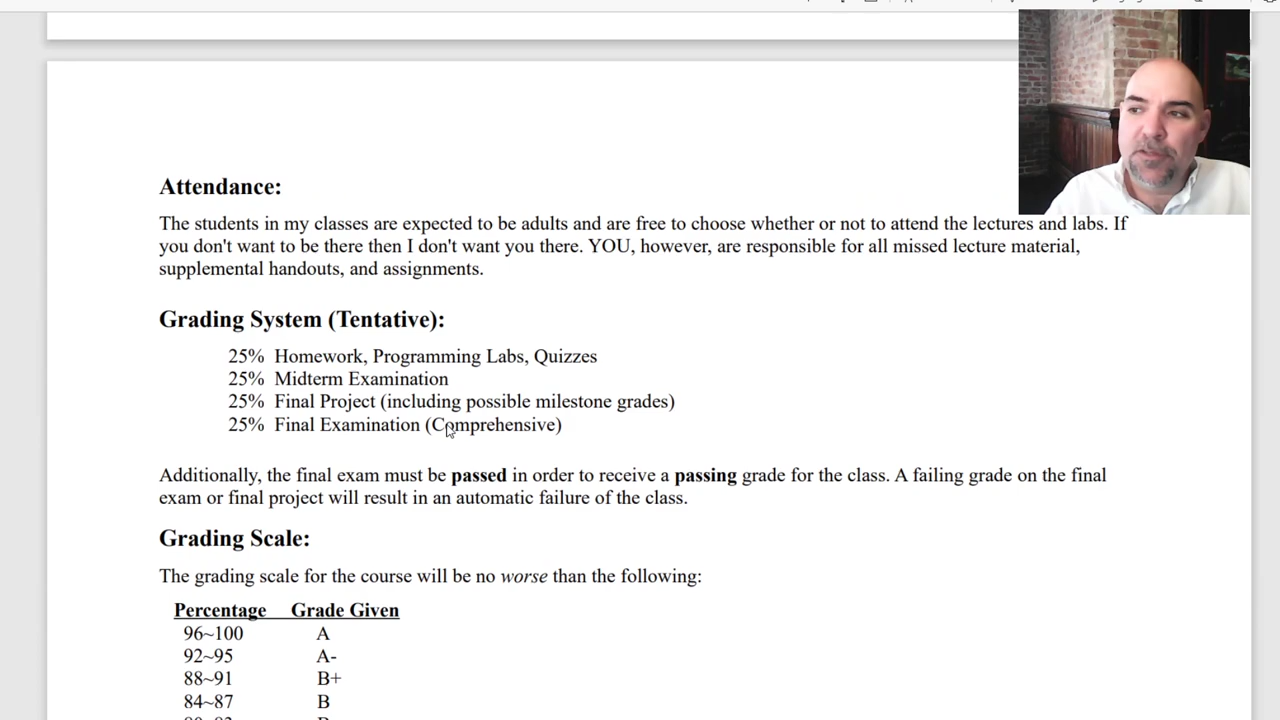 Attendance:
The students in my classes are expected to be adults and are free to choose whether or not to attend the lectures and labs. If
you don't want to be there then I don't want you there. YOU, however, are responsible for all missed lecture material,
supplemental handouts, and assignments.
Grading System (Tentative):
25% Homework, Programming Labs, Quizzes
25% Midterm Examination
25% Final Project (including possible milestone grades)
25% Final Examination (Comprehensive)
Additionally, the final exam must be passed in order to receive a passing grade for the class. A failing grade on the final
exam or final project will result in an automatic failure of the class.
Grading Scale:
The grading scale for the course will be no worse than the following:
Percentage Grade Given
96~100 A
92~95 A-
88~91 B+
84~87 B